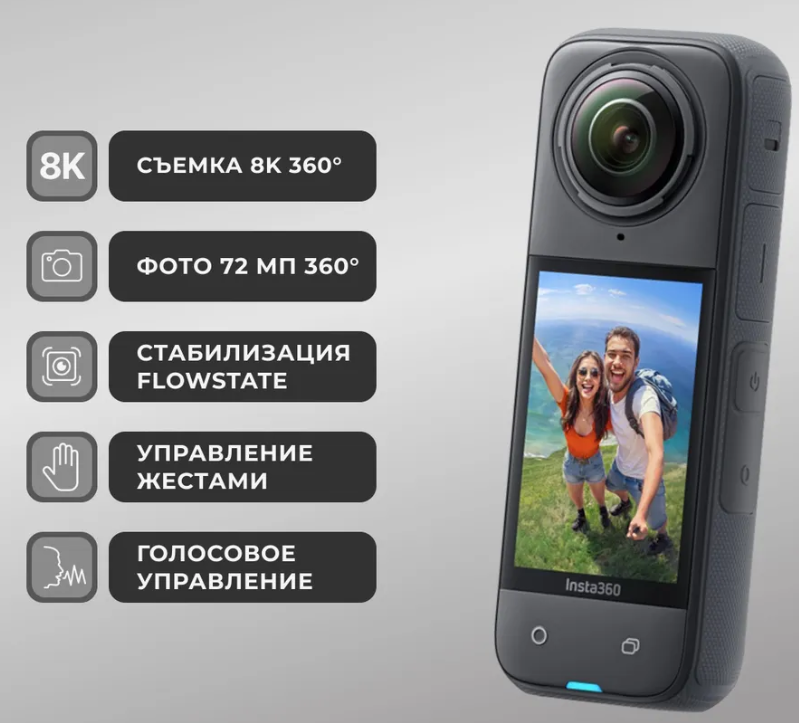 8K
СЪЕМКА 8K 360°
ФОТО 72 МП 360°
СТАБИЛИЗАЦИЯ
FLOWSTATE
УПРАВЛЕНИЕ
ЖЕСТАМИ
ГОЛОСОВОЕ
УПРАВЛЕНИЕ
Insta360